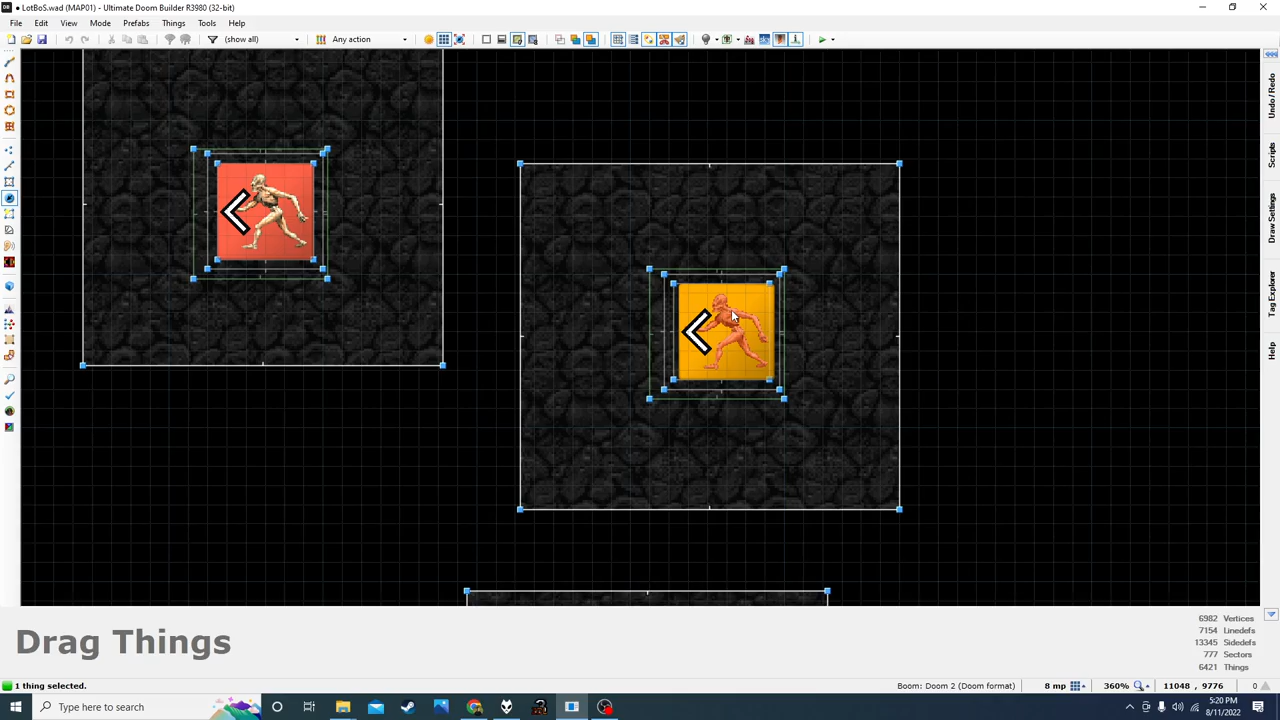 LotBoS.wad (MAP01) - Ultimate Doom Builder R3980 (32-bit)
File Edit View Mode Prefabs Things Tools Help
(show all) Any action
Undo / Redo
Scripts
Draw Settings
Tag Explorer
Help
Drag Things
6982 Vertices
7154 Linedefs
13345 Sidedefs
777 Sectors
6421 Things
1 thing selected. Boom: Doom 2 (Doom format) 8 mp 360% 11048 , 9776 0
Type here to search
5:20 PM
8/11/2022